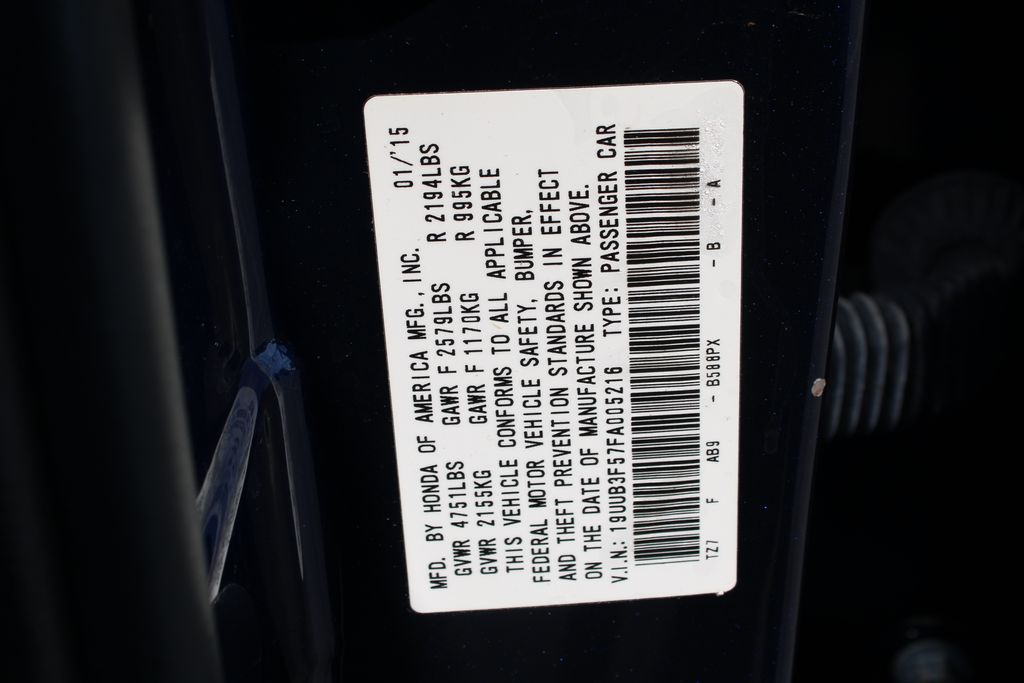 MFD. BY HONDA OF AMERICA MFG., INC. 01/'15
GVWR 4751LBS GAWR F 2579LBS R 2194LBS
GVWR 2155KG GAWR F 1170KG R 995KG
THIS VEHICLE CONFORMS TO ALL APPLICABLE
FEDERAL MOTOR VEHICLE SAFETY, BUMPER,
AND THEFT PREVENTION STANDARDS IN EFFECT
ON THE DATE OF MANUFACTURE SHOWN ABOVE.
V.I.N.: 19UUB3F57FA005216 TYPE: PASSENGER CAR
TZ7 F AB9 - B588PX - B - A